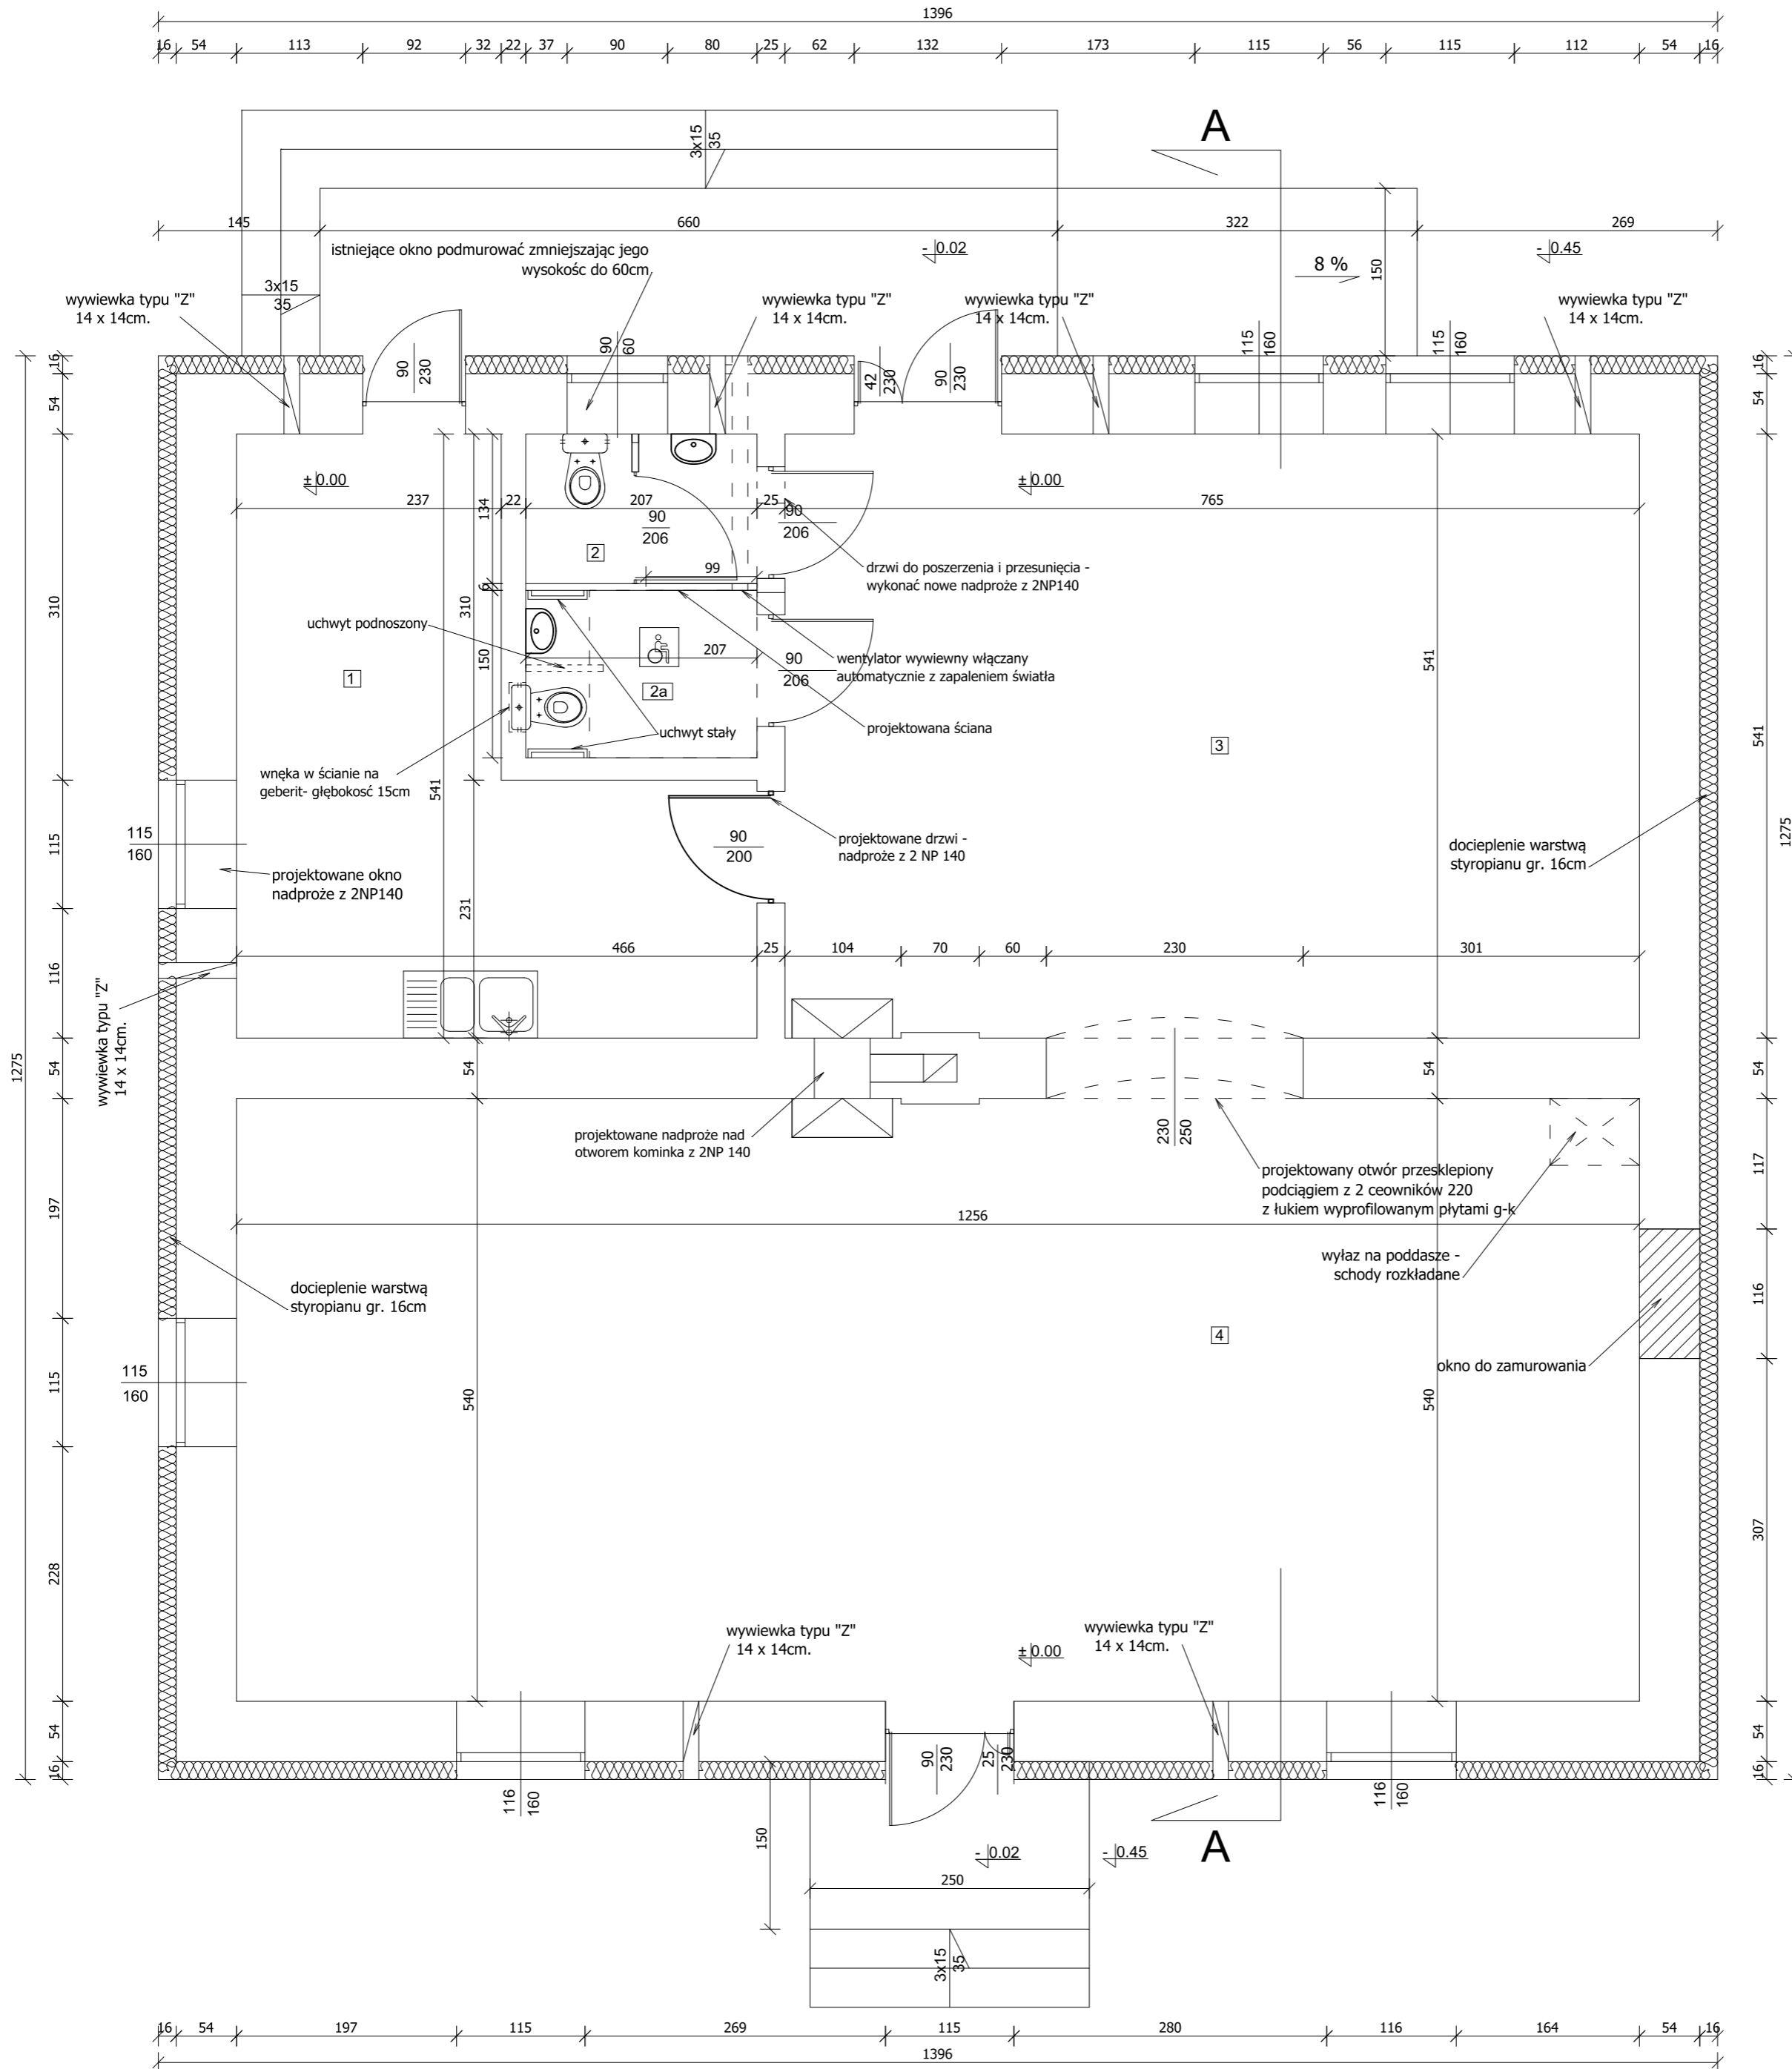 1396
16 54 113 92 32 22 37 90 80 25 62 132 173 115 56 115 112 54 16
A
3x15
35
145 660 322 269
istniejące okno podmurować zmniejszając jego
wysokośc do 60cm
- 0.02
- 0.45
8 %
150
3x15
35
wywiewka typu "Z"
14 x 14cm.
wywiewka typu "Z"
14 x 14cm.
wywiewka typu "Z"
14 x 14cm.
wywiewka typu "Z"
14 x 14cm.
90
230
90
60
42
230
90
230
115
160
115
160
16
54
310
115
116
54
197
115
228
54
16
1275
16
54
541
54
117
116
307
54
16
1275
± 0.00
± 0.00
237 22 207 25 765
134
90
206
90
206
2
99
drzwi do poszerzenia i przesunięcia -
wykonać nowe nadproże z 2NP140
6
310
150
541
uchwyt podnoszony
207
90
206
wentylator wywiewny włączany
automatycznie z zapaleniem światła
1
2a
projektowana ściana
uchwyt stały
3
wnęka w ścianie na
geberit- głębokosć 15cm
541
115
160
90
200
projektowane drzwi -
nadproże z 2 NP 140
docieplenie warstwą
styropianu gr. 16cm
projektowane okno
nadproże z 2NP140
231
466 25 104 70 60 230 301
wywiewka typu "Z"
14 x 14cm.
54
54
projektowane nadproże nad
otworem kominka z 2NP 140
230
250
projektowany otwór przesklepiony
podciągiem z 2 ceowników 220
z łukiem wyprofilowanym płytami g-k
1256
wyłaz na poddasze -
schody rozkładane
docieplenie warstwą
styropianu gr. 16cm
4
okno do zamurowania
115
160
540
540
wywiewka typu "Z"
14 x 14cm.
wywiewka typu "Z"
14 x 14cm.
± 0.00
116
160
90
230
25
230
116
160
150
A
- 0.02
- 0.45
250
3x15
35
16 54 197 115 269 115 280 116 164 54 16
1396